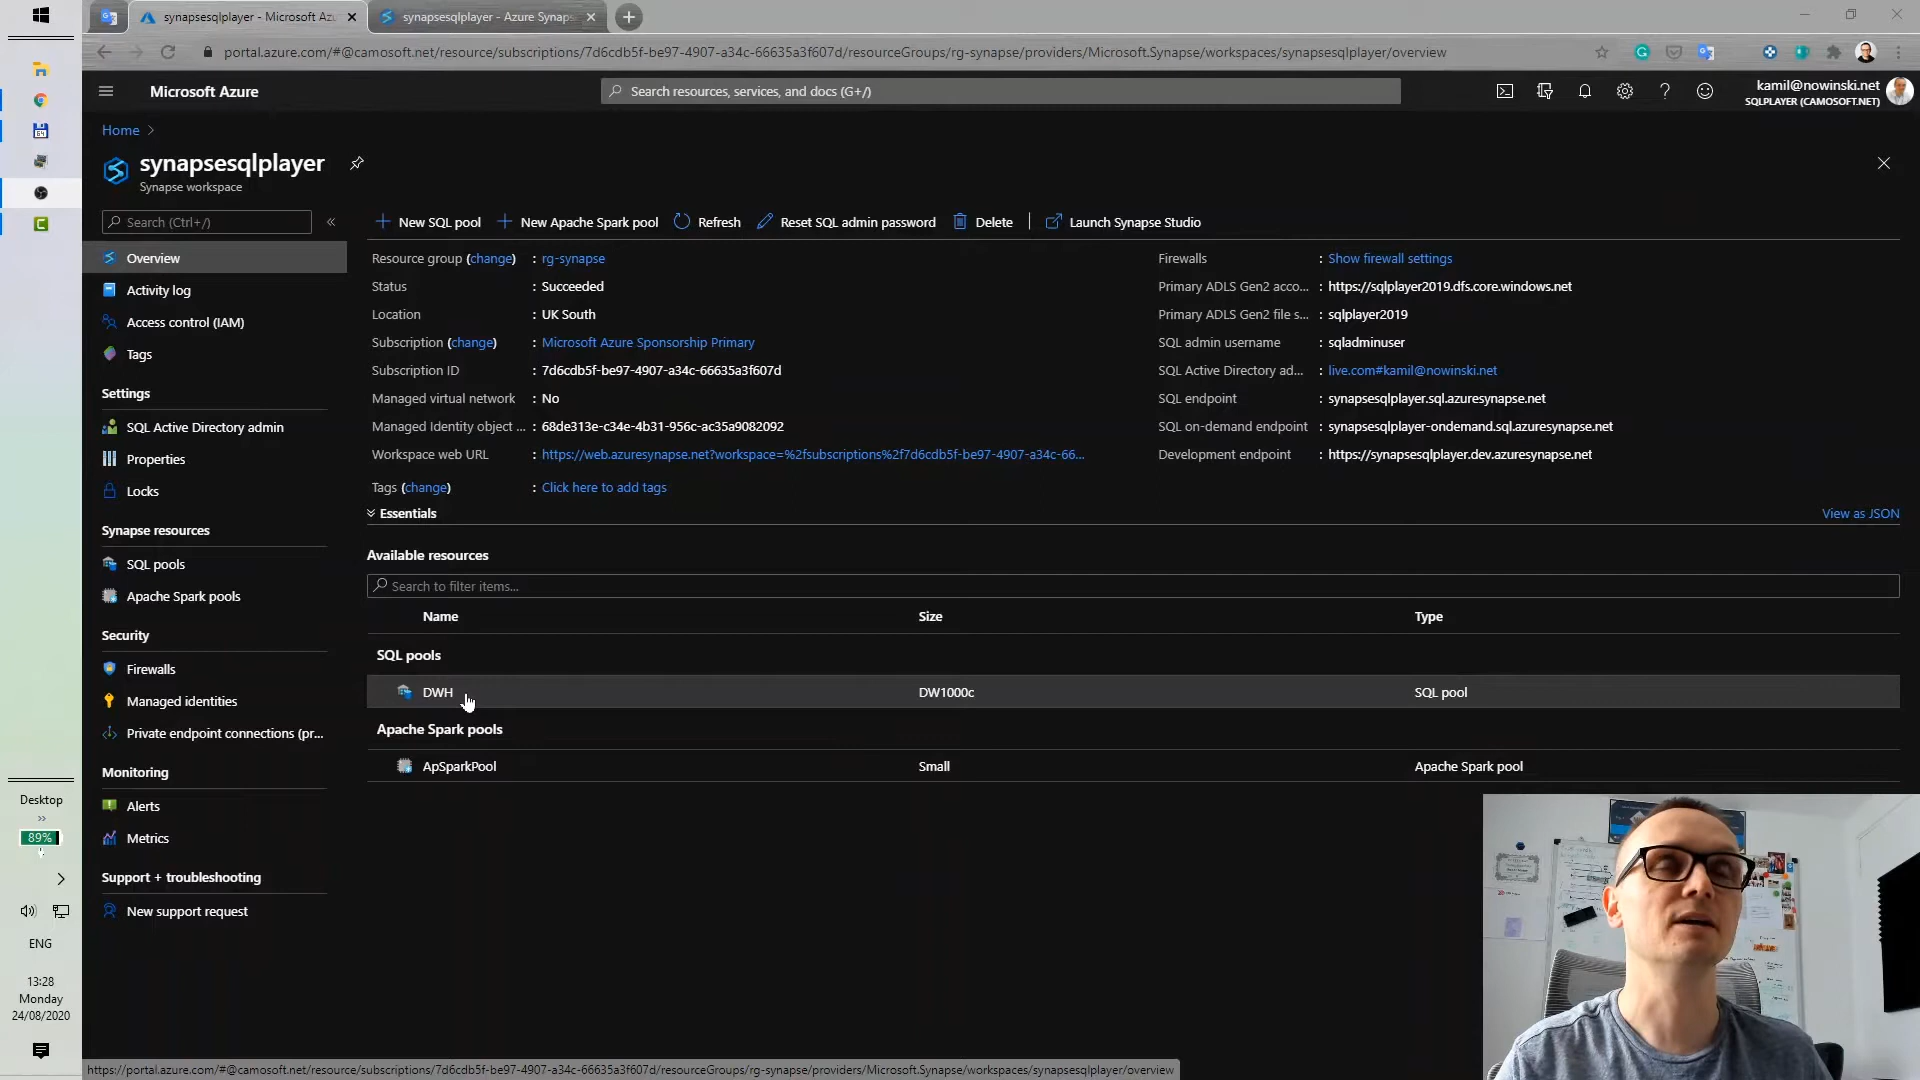 synapsesqlplayer - Microsoft Az
synapsesqlplayer - Azure Synaps
portal.azure.com/#@camosoft.net/resource/subscriptions/7d6cdb5f-be97-4907-a34c-66635a3f607d/resourceGroups/rg-synapse/providers/Microsoft.Synapse/workspaces/synapsesqlplayer/overview
Microsoft Azure
Search resources, services, and docs (G+/)
kamil@nowinski.net
SQLPLAYER (CAMOSOFT.NET)
Home
synapsesqlplayer
Synapse workspace
Search (Ctrl+/)
Overview
Activity log
Access control (IAM)
Tags
Settings
SQL Active Directory admin
Properties
Locks
Synapse resources
SQL pools
Apache Spark pools
Security
Firewalls
Managed identities
Private endpoint connections (pr...
Monitoring
Alerts
Metrics
Support + troubleshooting
New support request
New SQL pool
New Apache Spark pool
Refresh
Reset SQL admin password
Delete
Launch Synapse Studio
Resource group (change) : rg-synapse
Status : Succeeded
Location : UK South
Subscription (change) : Microsoft Azure Sponsorship Primary
Subscription ID : 7d6cdb5f-be97-4907-a34c-66635a3f607d
Managed virtual network : No
Managed Identity object ... : 68de313e-c34e-4b31-956c-ac35a9082092
Workspace web URL : https://web.azuresynapse.net?workspace=%2fsubscriptions%2f7d6cdb5f-be97-4907-a34c-66...
Tags (change) : Click here to add tags
Firewalls : Show firewall settings
Primary ADLS Gen2 acco... : https://sqlplayer2019.dfs.core.windows.net
Primary ADLS Gen2 file s... : sqlplayer2019
SQL admin username : sqladminuser
SQL Active Directory ad... : live.com#kamil@nowinski.net
SQL endpoint : synapsesqlplayer.sql.azuresynapse.net
SQL on-demand endpoint : synapsesqlplayer-ondemand.sql.azuresynapse.net
Development endpoint : https://synapsesqlplayer.dev.azuresynapse.net
Essentials
View as JSON
Available resources
Search to filter items...
Name Size Type
SQL pools
DWH DW1000c SQL pool
Apache Spark pools
ApSparkPool Small Apache Spark pool
Desktop
89%
ENG
13:28
Monday
24/08/2020
https://portal.azure.com/#@camosoft.net/resource/subscriptions/7d6cdb5f-be97-4907-a34c-66635a3f607d/resourceGroups/rg-synapse/providers/Microsoft.Synapse/workspaces/synapsesqlplayer/overview